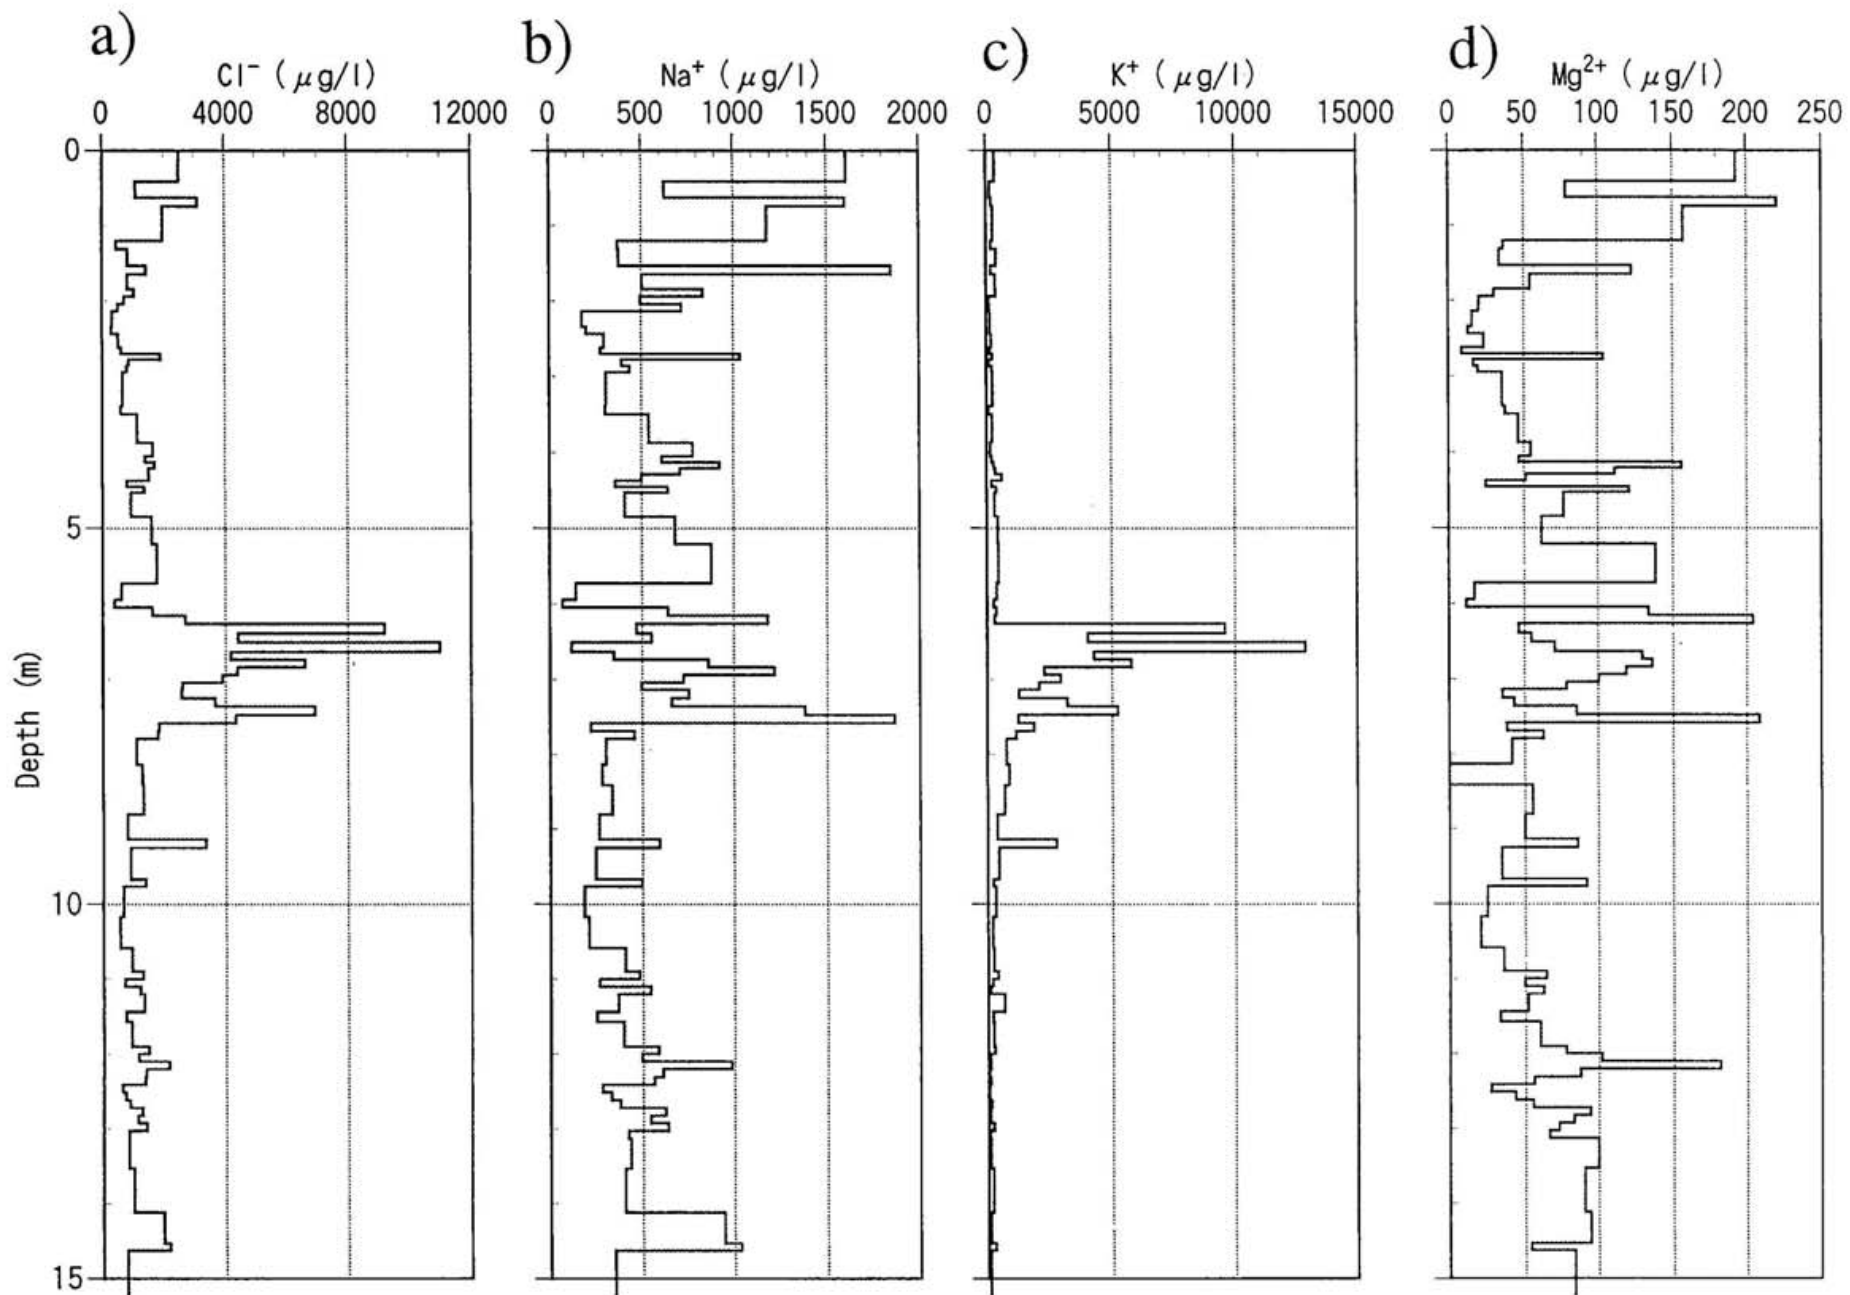 a) b) c) d)
Cl⁻ (μg/l) Na⁺ (μg/l) K⁺ (μg/l) Mg²⁺ (μg/l)
0 4000 8000 12000 0 5000 1000 1500 2000 0 5000 10000 15000 0 50 100 150 200 250
0
5
Depth (m)
10
15